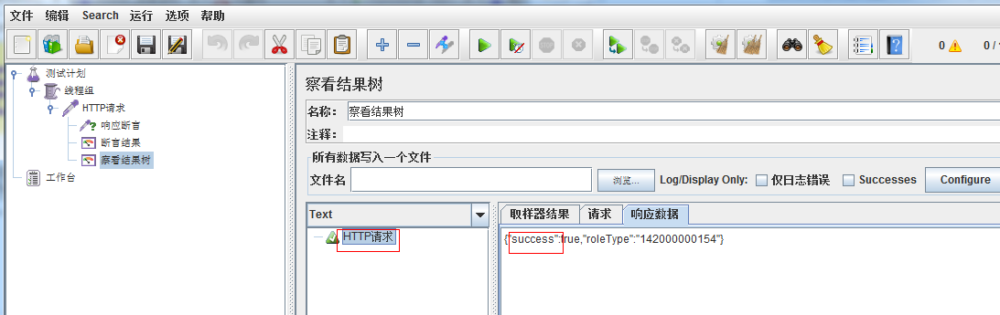 文件 编辑 Search 运行 选项 帮助
0 0 /
测试计划
线程组
HTTP请求
响应断言
断言结果
察看结果树
工作台
察看结果树
名称： 察看结果树
注释：
所有数据写入一个文件
文件名 浏览... Log/Display Only: 仅日志错误 Successes Configure
Text
HTTP请求
取样器结果 请求 响应数据
{"success":true,"roleType":"142000000154"}